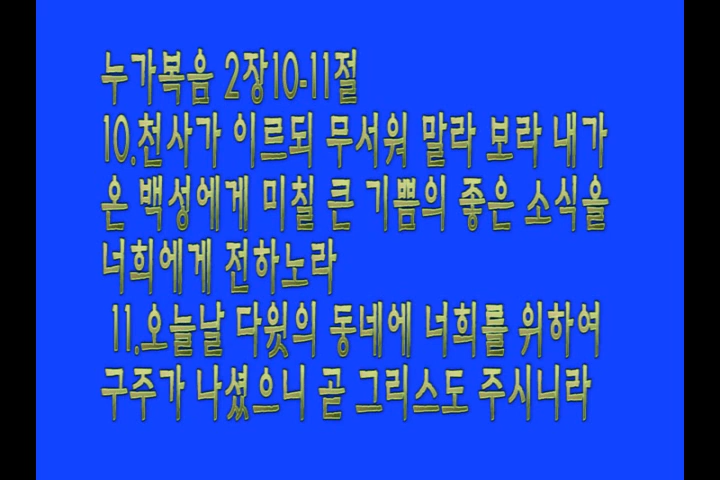 누가복음 2장10-11절
10.천사가 이르되 무서워 말라 보라 내가
온 백성에게 미칠 큰 기쁨의 좋은 소식을
너희에게 전하노라
11.오늘날 다윗의 동네에 너희를 위하여
구주가 나셨으니 곧 그리스도 주시니라